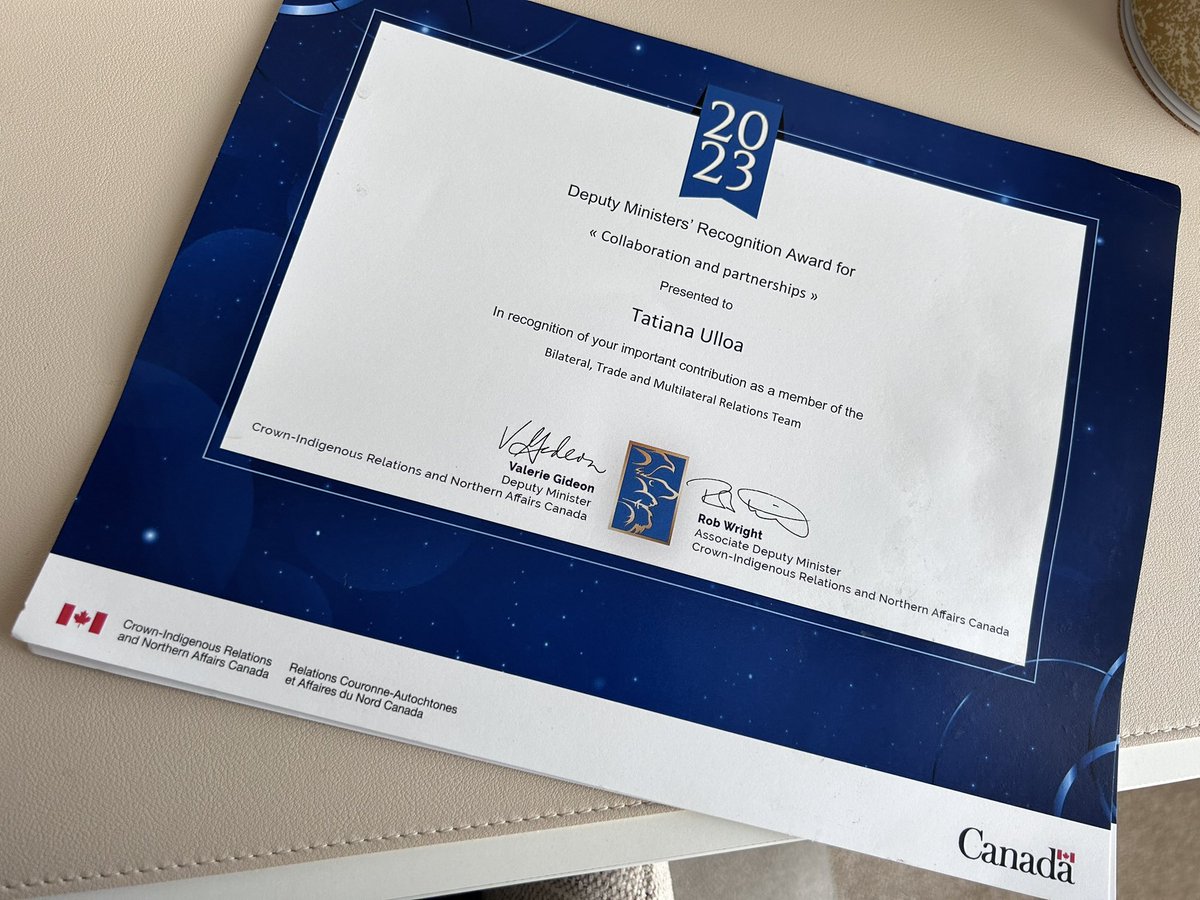 20
23
Deputy Ministers' Recognition Award for
« Collaboration and partnerships »
Presented to
Tatiana Ulloa
In recognition of your important contribution as a member of the
Bilateral, Trade and Multilateral Relations Team
V Gideon
Valerie Gideon
Deputy Minister
Crown-Indigenous Relations and Northern Affairs Canada
Rob Wright
Associate Deputy Minister
Crown-Indigenous Relations and Northern Affairs Canada
Crown-Indigenous Relations
and Northern Affairs Canada
Relations Couronne-Autochtones
et Affaires du Nord Canada
Canada